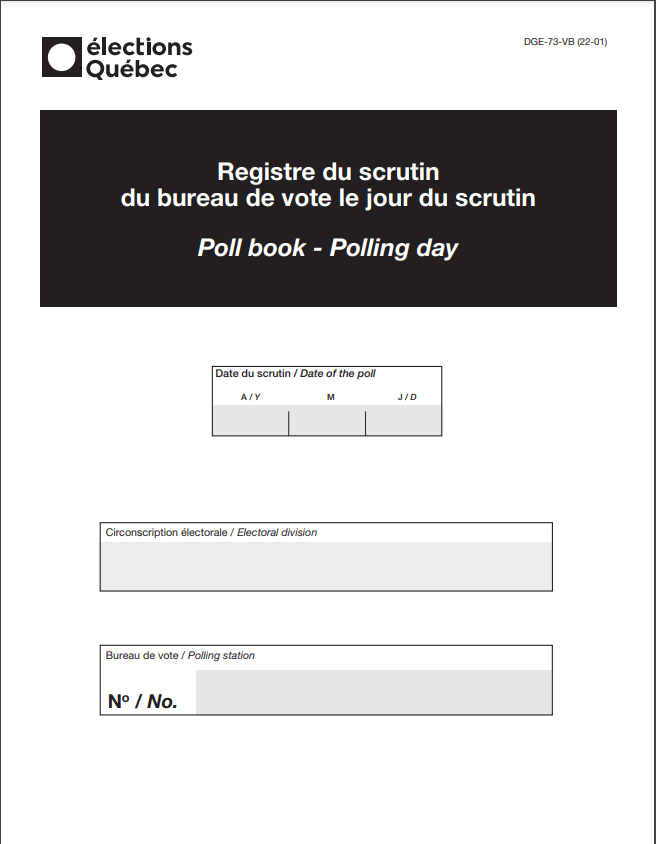 élections
Québec
DGE-73-VB (22-01)
Registre du scrutin
du bureau de vote le jour du scrutin
Poll book - Polling day
Date du scrutin / Date of the poll
A / Y M J / D
Circonscription électorale / Electoral division
Bureau de vote / Polling station
Nº / No.